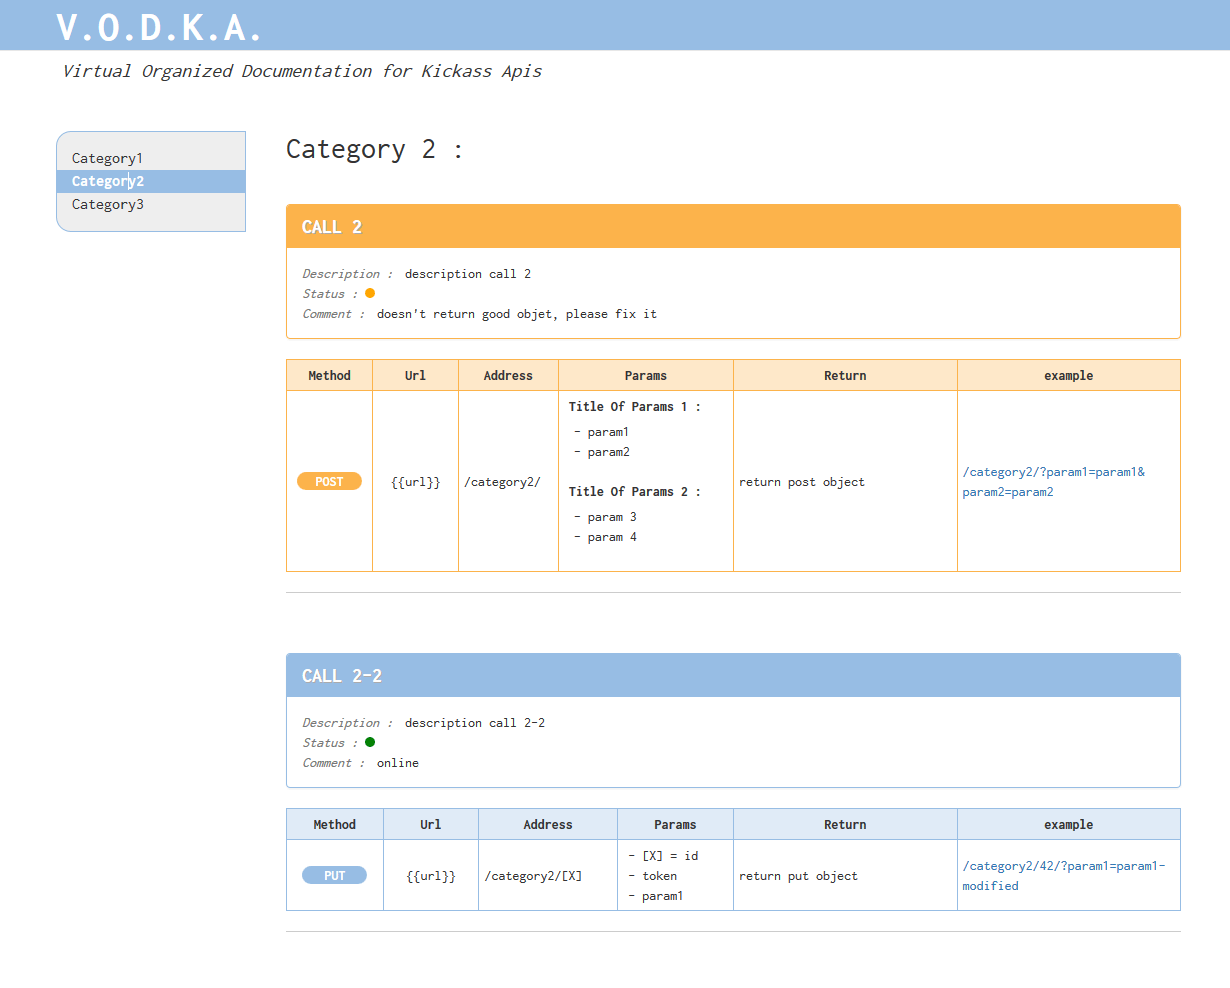 V.O.D.K.A.
Virtual Organized Documentation for Kickass Apis
Category1
Category2
Category3
Category 2 :
CALL 2
Description : description call 2
Status :
Comment : doesn't return good objet, please fix it
Method Url Address Params Return example
POST {{url}} /category2/
Title Of Params 1 :
- param1
- param2
Title Of Params 2 :
- param 3
- param 4
return post object
/category2/?param1=param1&
param2=param2
CALL 2-2
Description : description call 2-2
Status :
Comment : online
Method Url Address Params Return example
PUT {{url}} /category2/[X]
- [X] = id
- token
- param1
return put object
/category2/42/?param1=param1-
modified